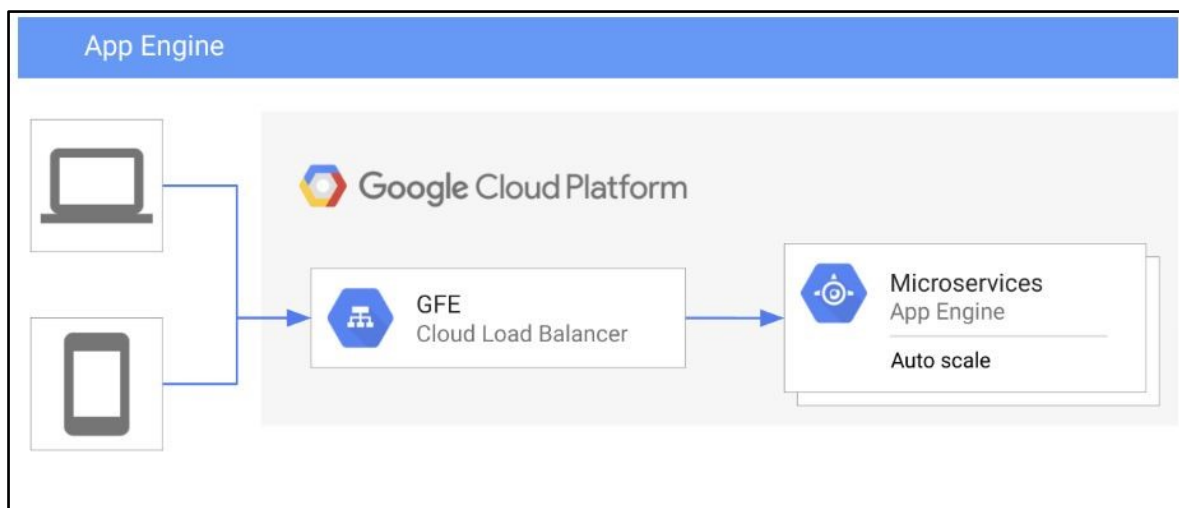 App Engine
Google Cloud Platform
GFE
Cloud Load Balancer
Microservices
App Engine
Auto scale